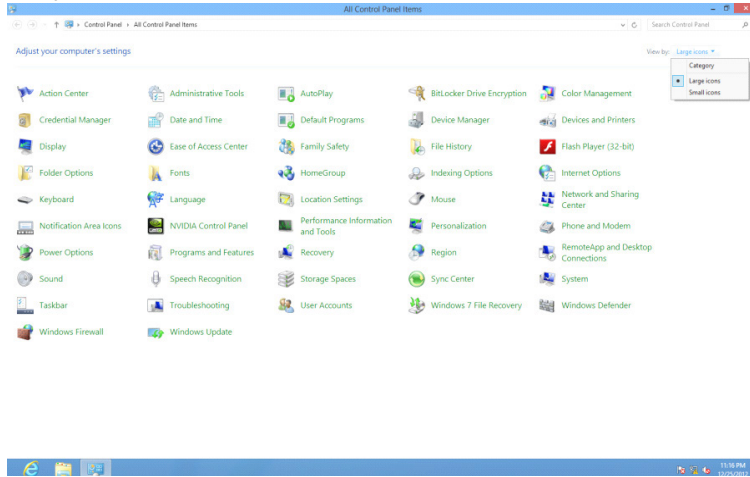 All Control Panel Items
Control Panel All Control Panel Items
Search Control Panel
Adjust your computer's settings
View by: Large icons
Category
Large icons
Small icons
Action Center Administrative Tools AutoPlay BitLocker Drive Encryption Color Management
Credential Manager Date and Time Default Programs Device Manager Devices and Printers
Display Ease of Access Center Family Safety File History Flash Player (32-bit)
Folder Options Fonts HomeGroup Indexing Options Internet Options
Keyboard Language Location Settings Mouse Network and Sharing
Center
Notification Area Icons NVIDIA Control Panel Performance Information
and Tools
Personalization Phone and Modem
Power Options Programs and Features Recovery Region RemoteApp and Desktop
Connections
Sound Speech Recognition Storage Spaces Sync Center System
Taskbar Troubleshooting User Accounts Windows 7 File Recovery Windows Defender
Windows Firewall Windows Update
11:16 PM
12/25/2012